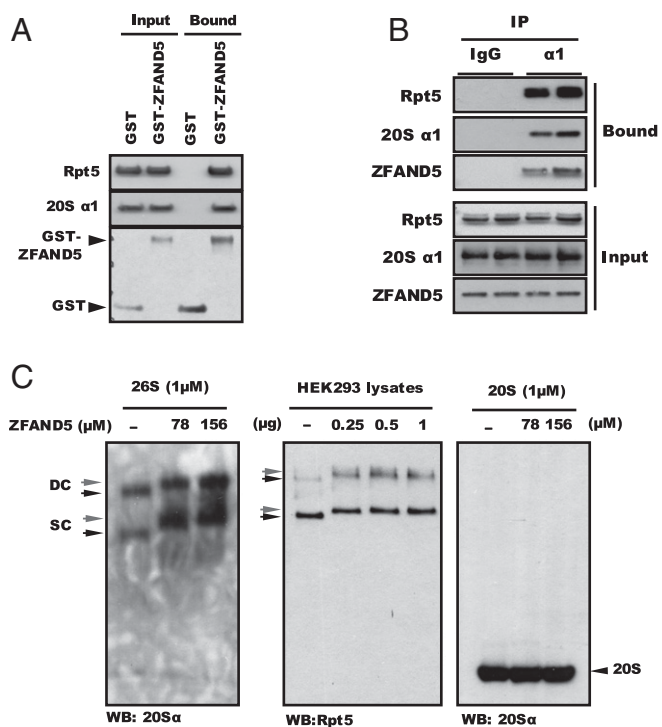 A
Input Bound
GST
GST-ZFAND5
GST
GST-ZFAND5
Rpt5
20S α1
GST-
ZFAND5
GST
B
IP
IgG α1
Rpt5
20S α1
ZFAND5
Bound
Rpt5
20S α1
ZFAND5
Input
C
26S (1µM)
ZFAND5 (µM) – 78 156
DC
SC
WB: 20Sα
HEK293 lysates
(µg) – 0.25 0.5 1
WB:Rpt5
20S (1µM)
– 78 156 (µM)
20S
WB: 20Sα